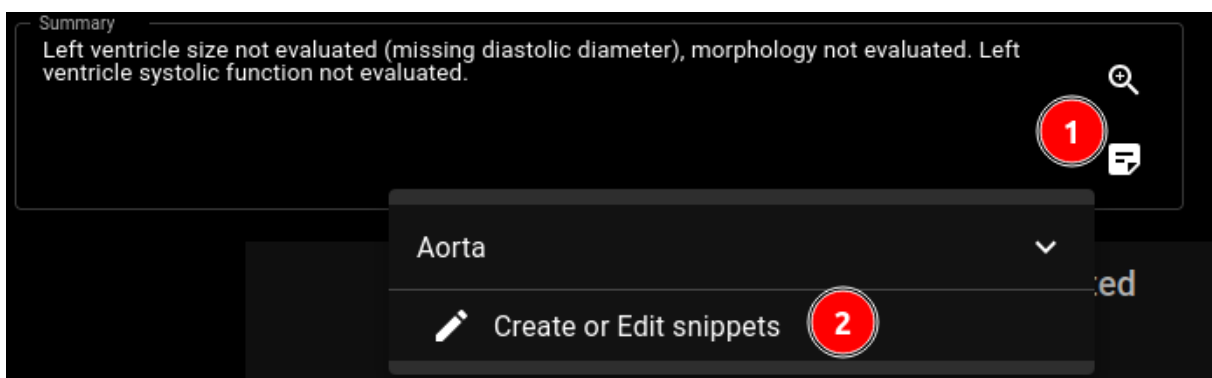 Summary
Left ventricle size not evaluated (missing diastolic diameter), morphology not evaluated. Left
ventricle systolic function not evaluated.
1
Aorta
ted
Create or Edit snippets
2